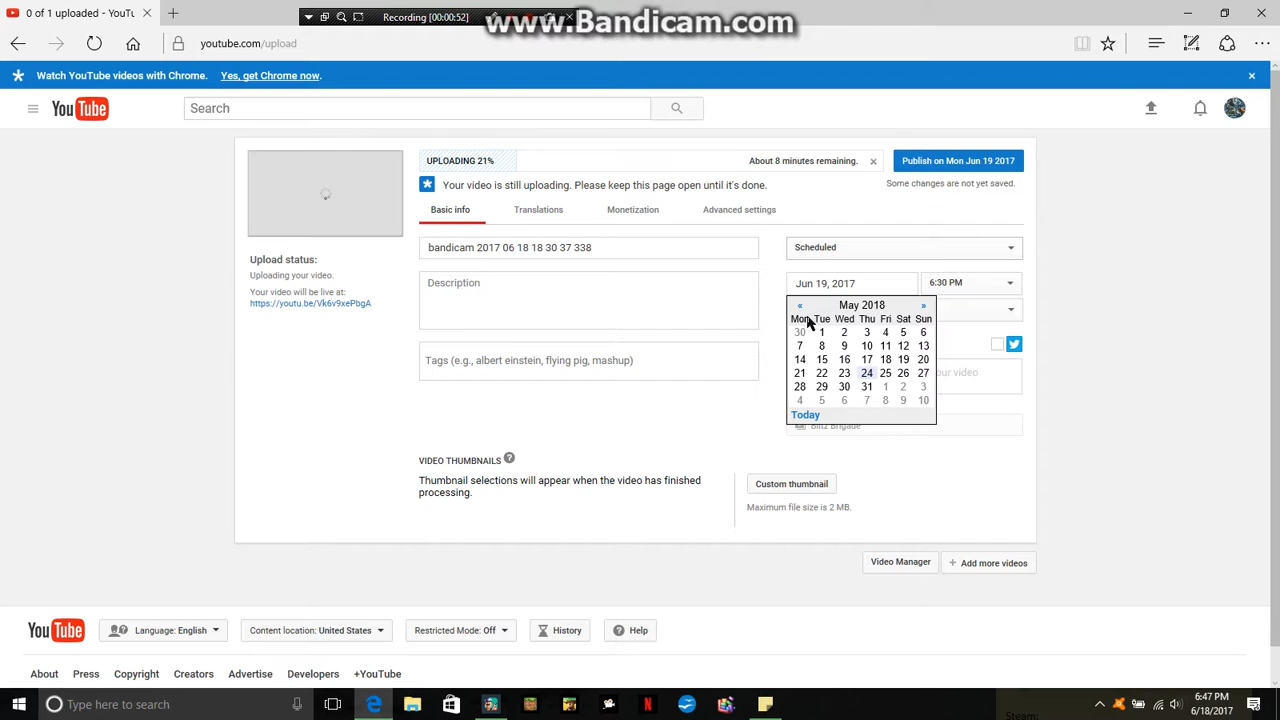 0 of 1 uploaded - YouTu
Recording [00:00:52]
www.Bandicam.com
youtube.com/upload
Watch YouTube videos with Chrome. Yes, get Chrome now.
YouTube
Search
UPLOADING 21%
About 8 minutes remaining.
Publish on Mon Jun 19 2017
Your video is still uploading. Please keep this page open until it's done.
Some changes are not yet saved.
Basic info Translations Monetization Advanced settings
Upload status:
Uploading your video.
Your video will be live at:
https://youtu.be/Vk6v9xePbgA
bandicam 2017 06 18 18 30 37 338
Description
Tags (e.g., albert einstein, flying pig, mashup)
Scheduled
Jun 19, 2017
6:30 PM
« May 2018 »
Mon Tue Wed Thu Fri Sat Sun
30 1 2 3 4 5 6
7 8 9 10 11 12 13
14 15 16 17 18 19 20
21 22 23 24 25 26 27
28 29 30 31 1 2 3
4 5 6 7 8 9 10
Today
our video
Blitz Brigade
VIDEO THUMBNAILS
Thumbnail selections will appear when the video has finished
processing.
Custom thumbnail
Maximum file size is 2 MB.
Video Manager
+ Add more videos
YouTube
Language: English
Content location: United States
Restricted Mode: Off
History
Help
About Press Copyright Creators Advertise Developers +YouTube
Type here to search
Steam
6:47 PM
6/18/2017